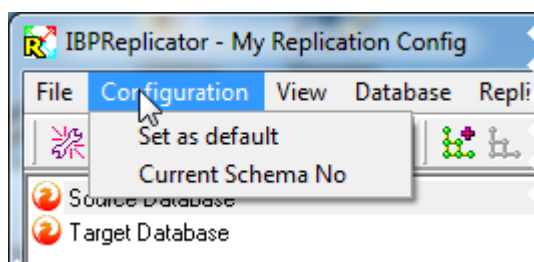 IBPReplicator - My Replication Config
File Configuration View Database
Set as default
Current Schema No
Source Database
Target Database